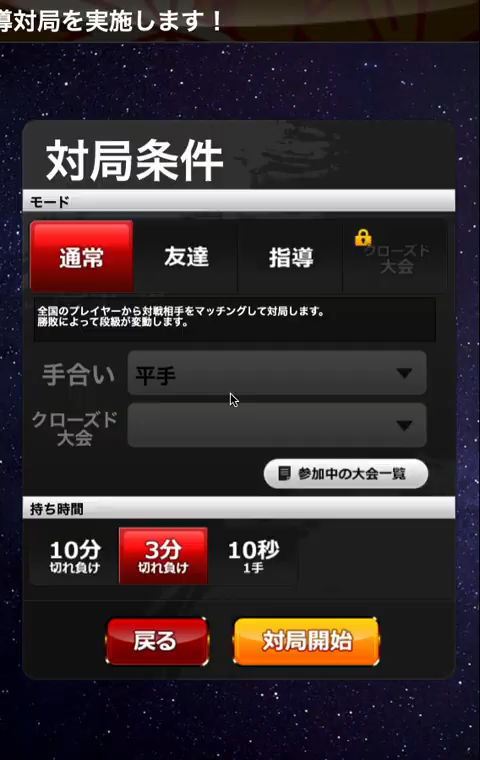 導対局を実施します！
対局条件
モード
通常
友達
指導
クローズド
大会
全国のプレイヤーから対戦相手をマッチングして対局します。
勝敗によって段級が変動します。
手合い
平手
クローズド
大会
参加中の大会一覧
持ち時間
10分
切れ負け
3分
切れ負け
10秒
1手
戻る
対局開始